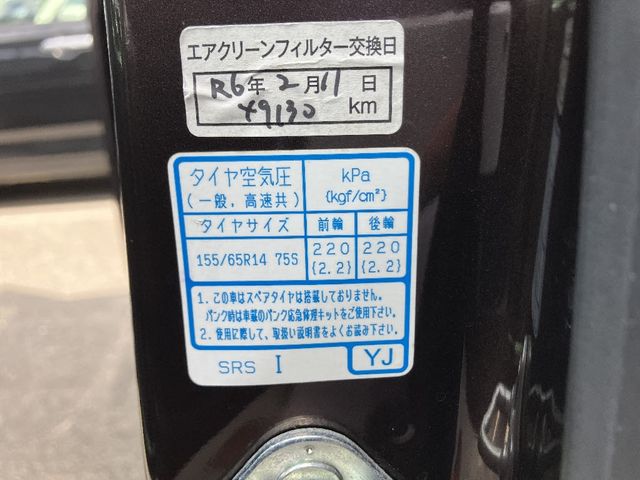 エアクリーンフィルター交換日
R6年 2月 11日
49130 km
タイヤ空気圧 kPa
(一般,高速共) {kgf/cm²}
タイヤサイズ 前輪 後輪
155/65R14 75S 220 220
{2.2} {2.2}
1. この車はスペアタイヤは搭載しておりません。
パンク時は車載のパンク応急修理キットをご使用下さい。
2. 使用に際して、取扱い説明書をよくお読み下さい。
SRS I YJ